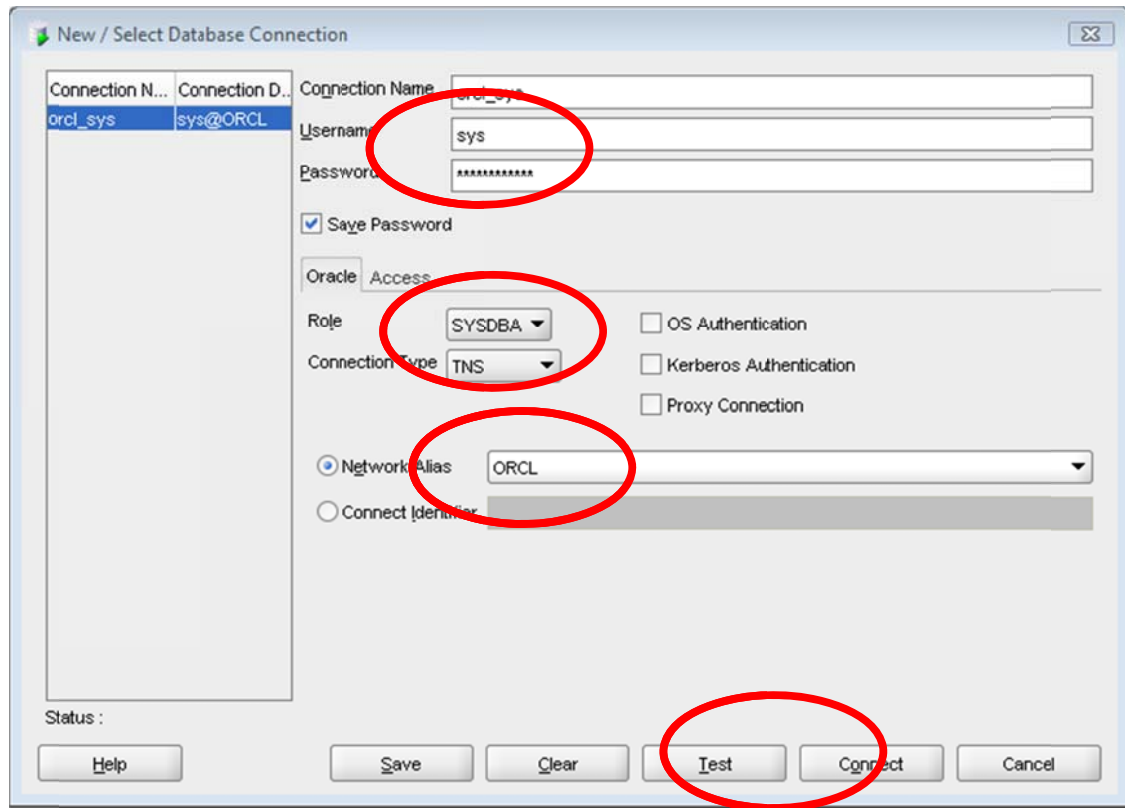 New / Select Database Connection
Connection N... Connection D...
orcl_sys sys@ORCL
Connection Name orcl_sys
Username sys
Password ************
Save Password
Oracle Access
Role SYSDBA OS Authentication
Connection Type TNS Kerberos Authentication
Proxy Connection
Network Alias ORCL
Connect Identifier
Status :
Help Save Clear Test Connect Cancel